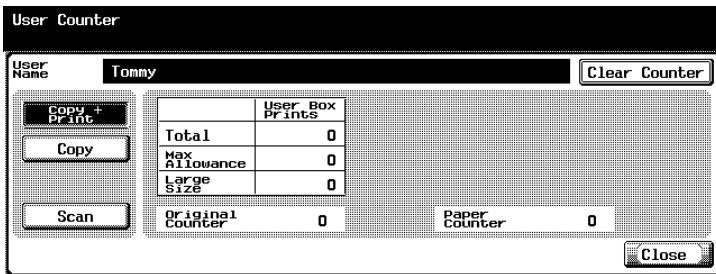 User Counter
User
Name
Tommy
Clear Counter
Copy +
Print
Copy
Scan
User Box
Prints
Total 0
Max
Allowance 0
Large
Size 0
Original
Counter 0
Paper
Counter 0
Close